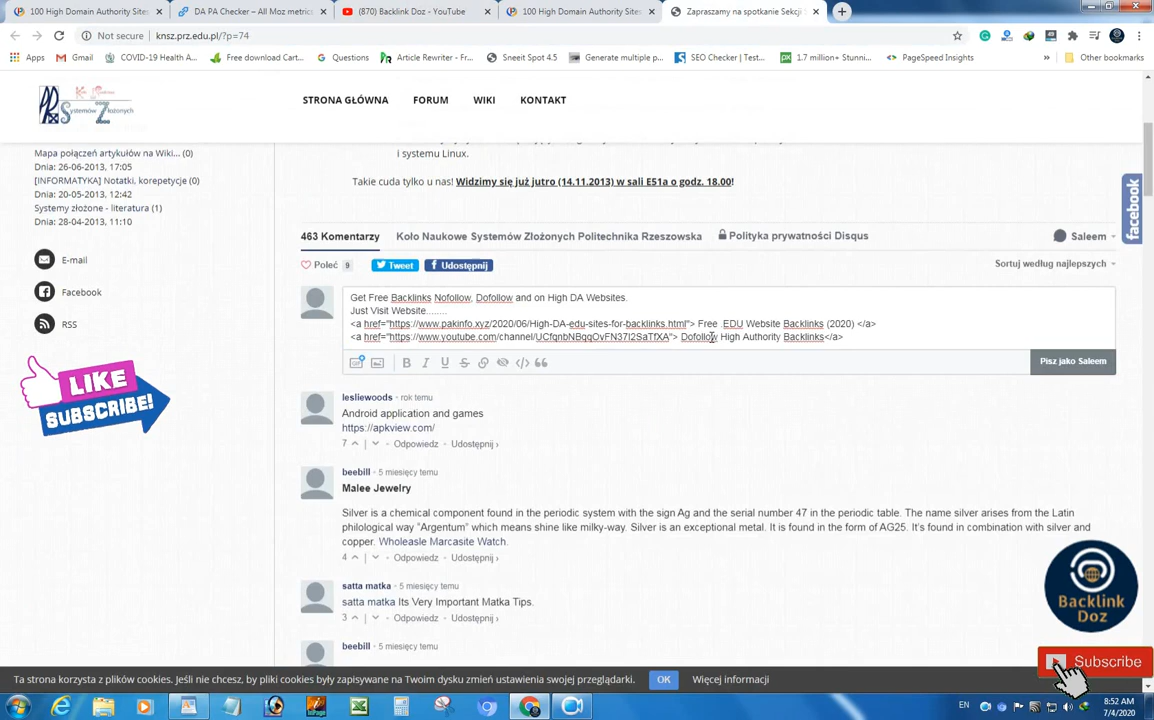 100 High Domain Authority Sites
DA PA Checker – All Moz metrics
(870) Backlink Doz - YouTube
100 High Domain Authority Sites
Zapraszamy na spotkanie Sekcji
Not secure | knsz.prz.edu.pl/?p=74
Apps
Gmail
COVID-19 Health A...
Free download Cart...
Questions
Article Rewriter - Fr...
Sneeit Spot 4.5
Generate multiple p...
SEO Checker | Test...
1.7 million+ Stunni...
PageSpeed Insights
»
Other bookmarks
STRONA GŁÓWNA
FORUM
WIKI
KONTAKT
Systemów Złożonych
Mapa połączeń artykułów na Wiki... (0)
Dnia: 26-06-2013, 17:05
[INFORMATYKA] Notatki, korepetycje (0)
Dnia: 20-05-2013, 12:42
Systemy złożone - literatura (1)
Dnia: 28-04-2013, 11:10
E-mail
Facebook
RSS
LIKE
SUBSCRIBE!
i systemu Linux.
Takie cuda tylko u nas! Widzimy się już jutro (14.11.2013) w sali E51a o godz. 18.00!
facebook
463 Komentarzy
Koło Naukowe Systemów Złożonych Politechnika Rzeszowska
Polityka prywatności Disqus
Saleem
Poleć 9
Tweet
Udostępnij
Sortuj według najlepszych
Get Free Backlinks Nofollow, Dofollow and on High DA Websites.
Just Visit Website........
<a href="https://www.pakinfo.xyz/2020/06/High-DA-edu-sites-for-backlinks.html"> Free .EDU Website Backlinks (2020) </a>
<a href="https://www.youtube.com/channel/UCfqnbNBqqOvFN37I2SaTfXA"> Dofollow High Authority Backlinks</a>
GIF
B I U S
Pisz jako Saleem
lesliewoods • rok temu
Android application and games
https://apkview.com/
7 | • Odpowiedz • Udostępnij ›
beebill • 5 miesięcy temu
Malee Jewelry
Silver is a chemical component found in the periodic system with the sign Ag and the serial number 47 in the periodic table. The name silver arises from the Latin
philological way "Argentum" which means shine like milky-way. Silver is an exceptional metal. It is found in the form of AG25. It's found in combination with silver and
copper. Wholeasle Marcasite Watch.
4 | • Odpowiedz • Udostępnij ›
satta matka • 5 miesięcy temu
satta matka Its Very Important Matka Tips.
3 | • Odpowiedz • Udostępnij ›
beebill • 5 miesięcy temu
Backlink
Doz
Subscribe
Ta strona korzysta z plików cookies. Jeśli nie chcesz, by pliki cookies były zapisywane na Twoim dysku zmień ustawienia swojej przeglądarki.
OK
Więcej informacji
EN
8:52 AM
7/4/2020